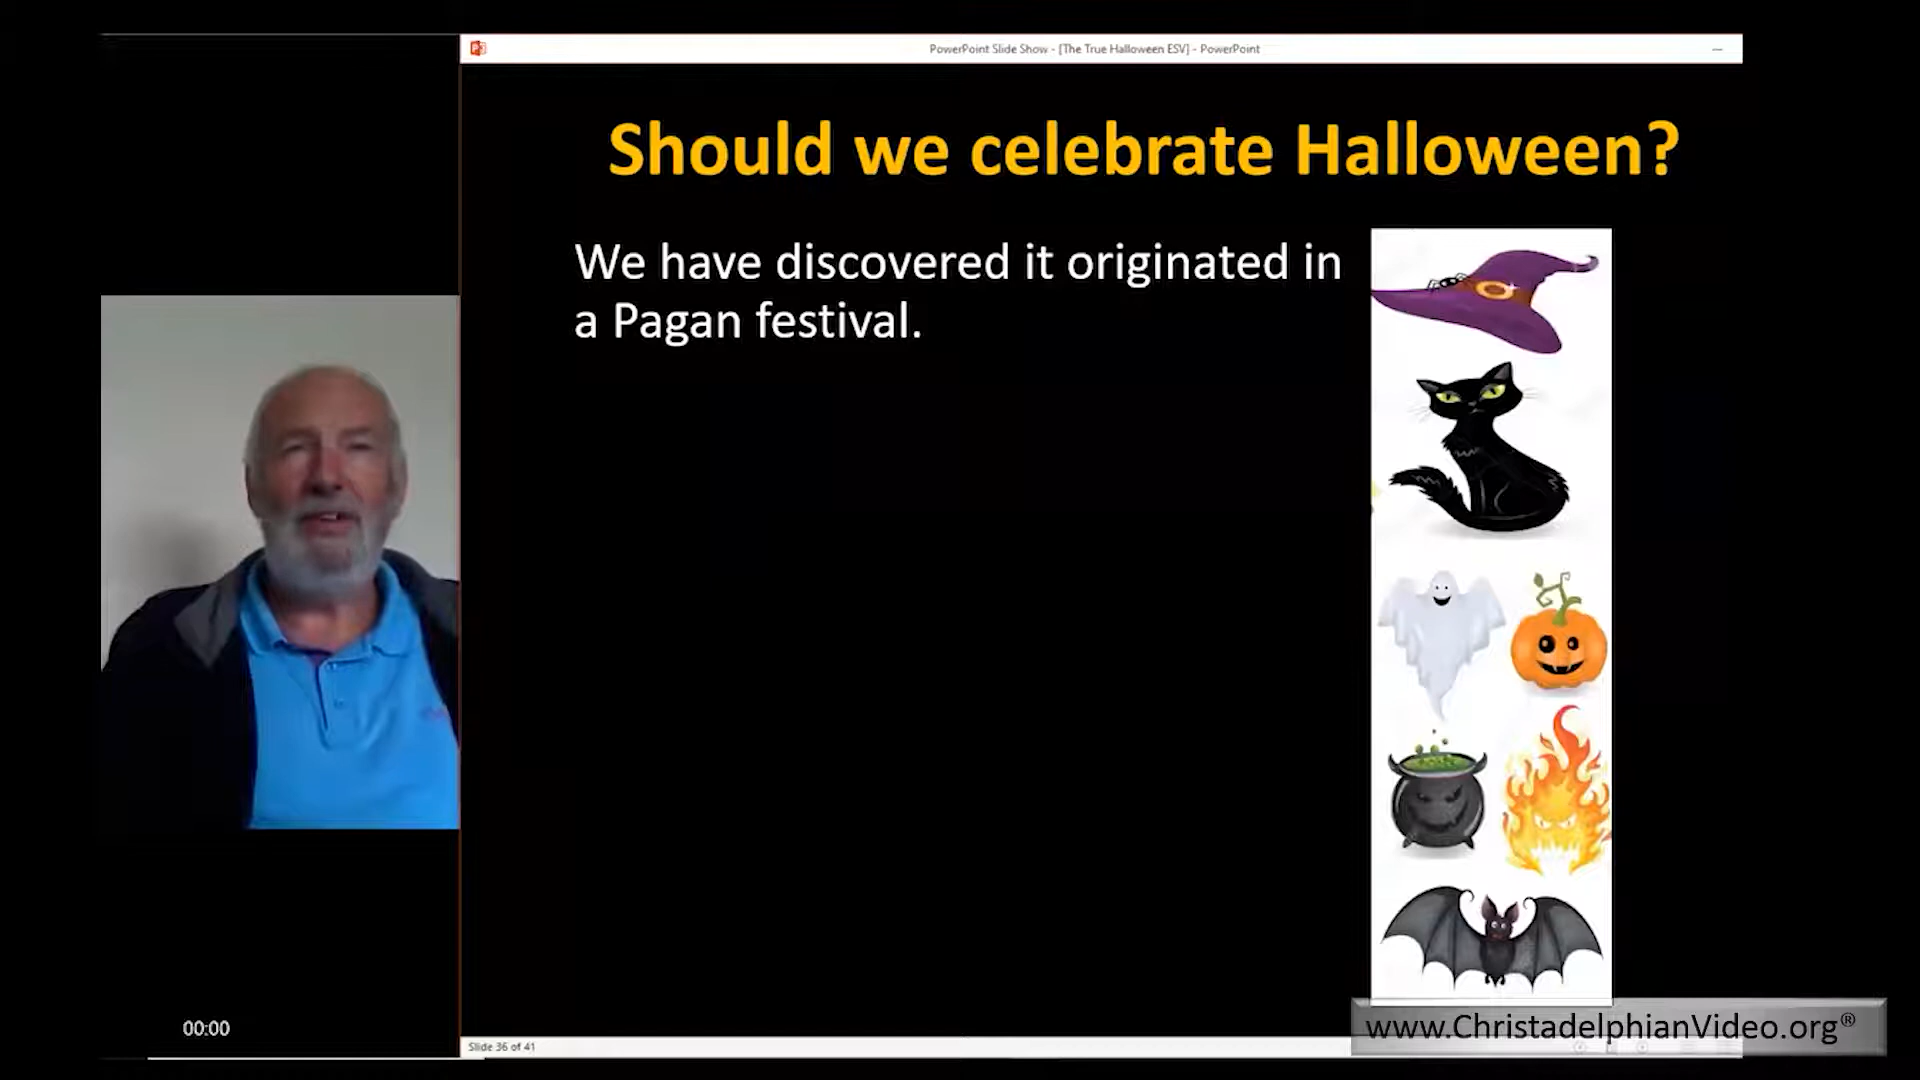 PowerPoint Slide Show - [The True Halloween ESV] - PowerPoint
Should we celebrate Halloween?
We have discovered it originated in
a Pagan festival.
00:00
Slide 36 of 41
www.ChristadelphianVideo.org®